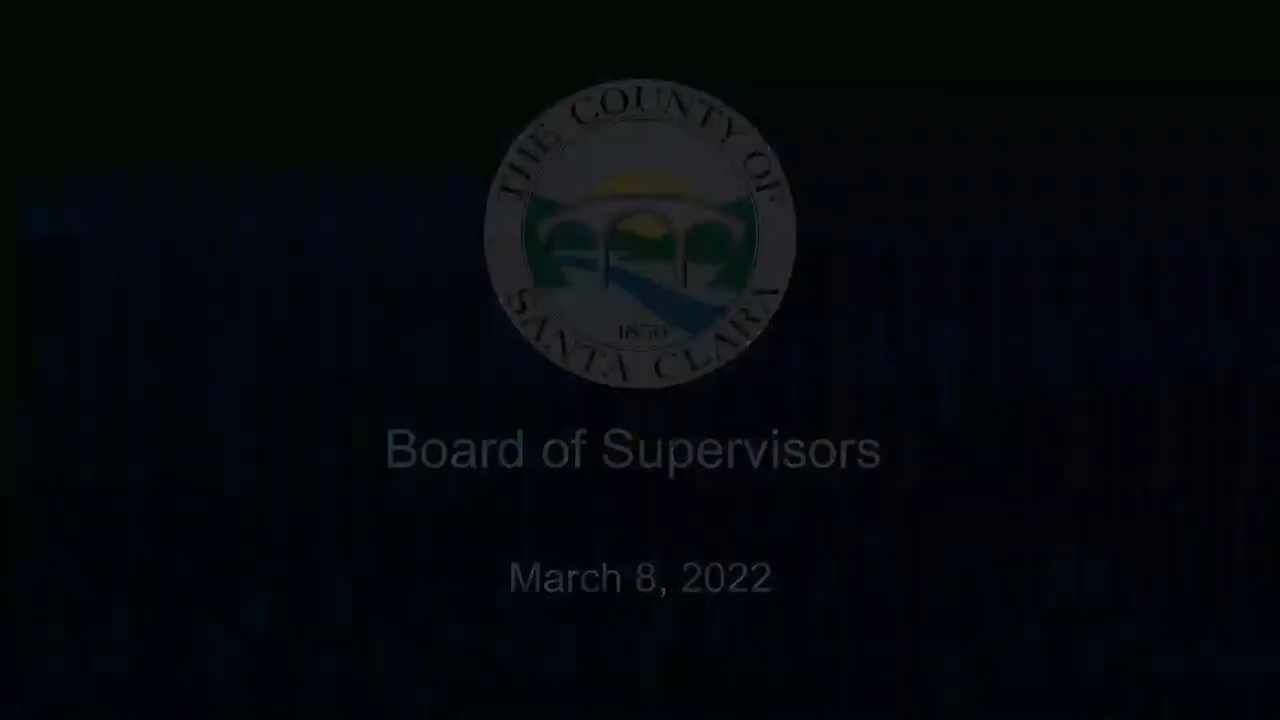 THE COUNTY OF
SANTA CLARA
1850
Board of Supervisors
March 8, 2022